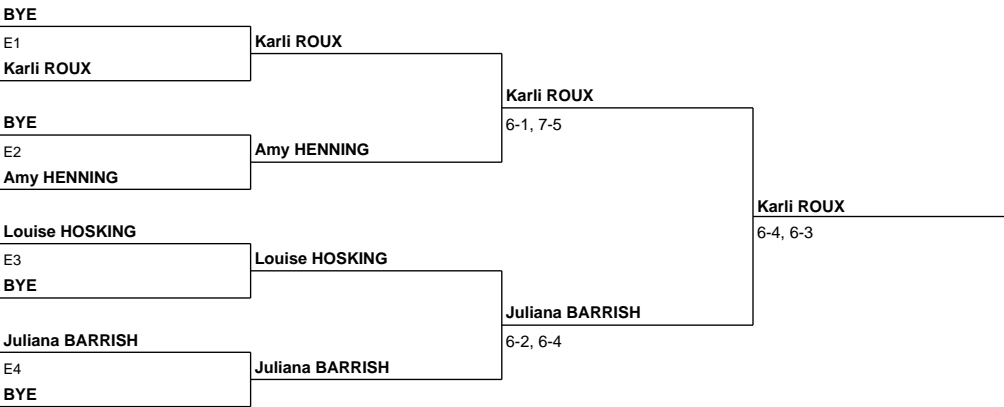 BYE
E1
Karli ROUX
BYE
E2
Amy HENNING
Louise HOSKING
E3
BYE
Juliana BARRISH
E4
BYE
Karli ROUX
Amy HENNING
Louise HOSKING
Juliana BARRISH
Karli ROUX
6-1, 7-5
Juliana BARRISH
6-2, 6-4
Karli ROUX
6-4, 6-3